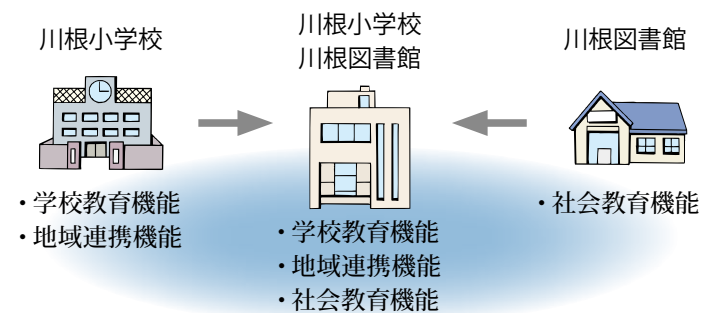 川根小学校
・学校教育機能
・地域連携機能
川根小学校
川根図書館
・学校教育機能
・地域連携機能
・社会教育機能
川根図書館
・社会教育機能